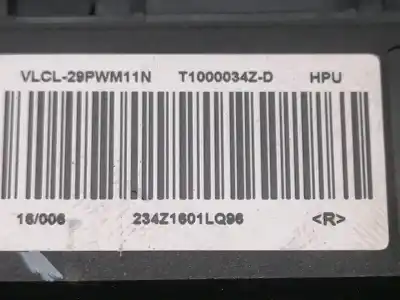 VLCL-29PWM11N T1000034Z-D HPU
16/006 234Z1601LQ96 <R>